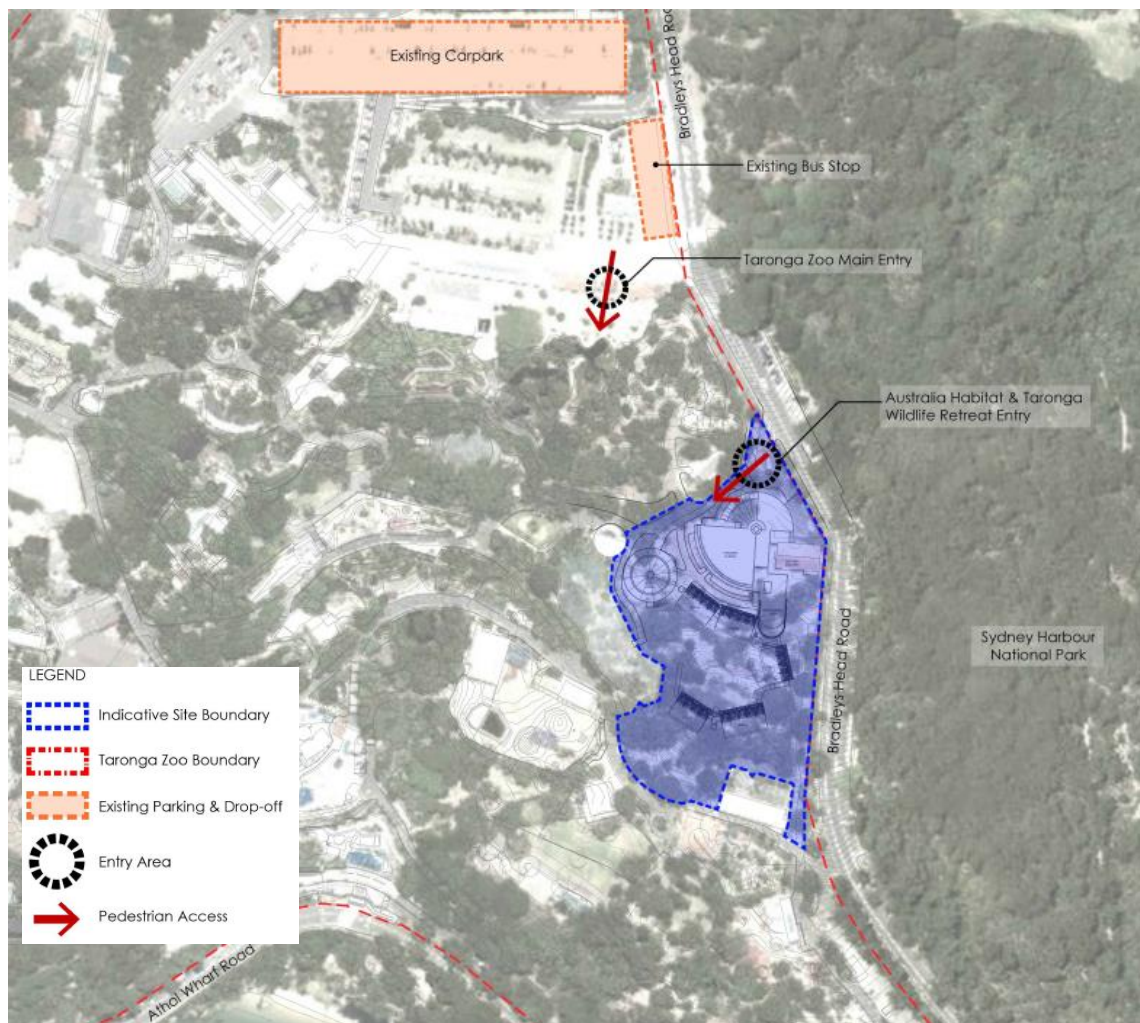 Existing Carpark
Bradleys Head Road
Existing Bus Stop
Taronga Zoo Main Entry
Australia Habitat & Taronga
Wildlife Retreat Entry
Bradleys Head Road
Sydney Harbour
National Park
LEGEND
Indicative Site Boundary
Taronga Zoo Boundary
Existing Parking & Drop-off
Entry Area
Pedestrian Access
Athol Wharf Road